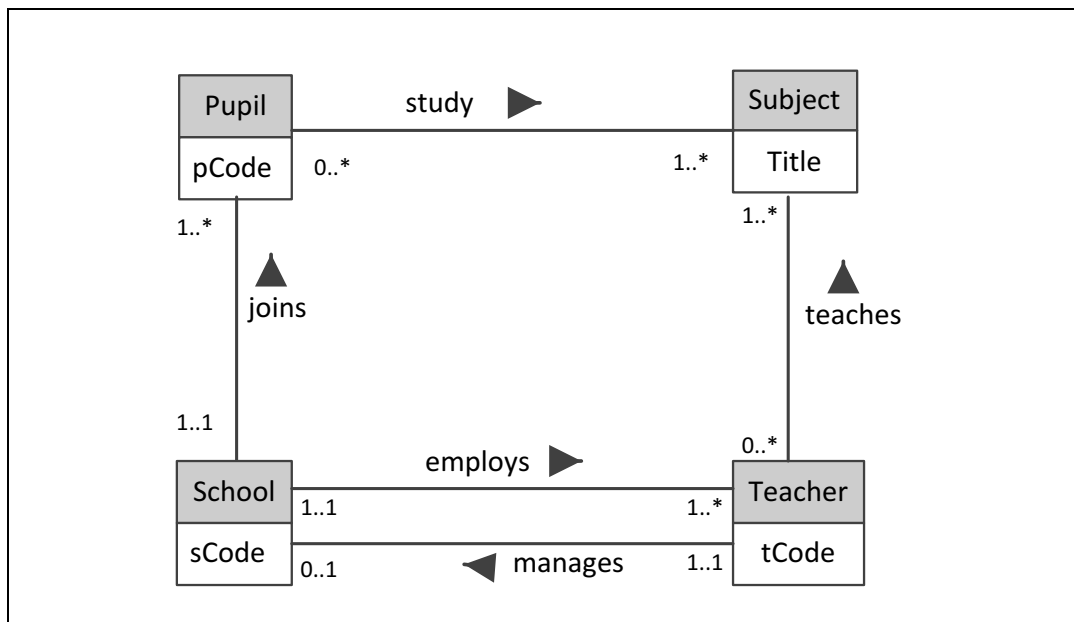 Pupil
study
Subject
pCode
0..*
1..*
Title
1..*
1..*
joins
teaches
1..1
0..*
School
employs
Teacher
1..1
1..*
sCode
0..1
manages
1..1
tCode